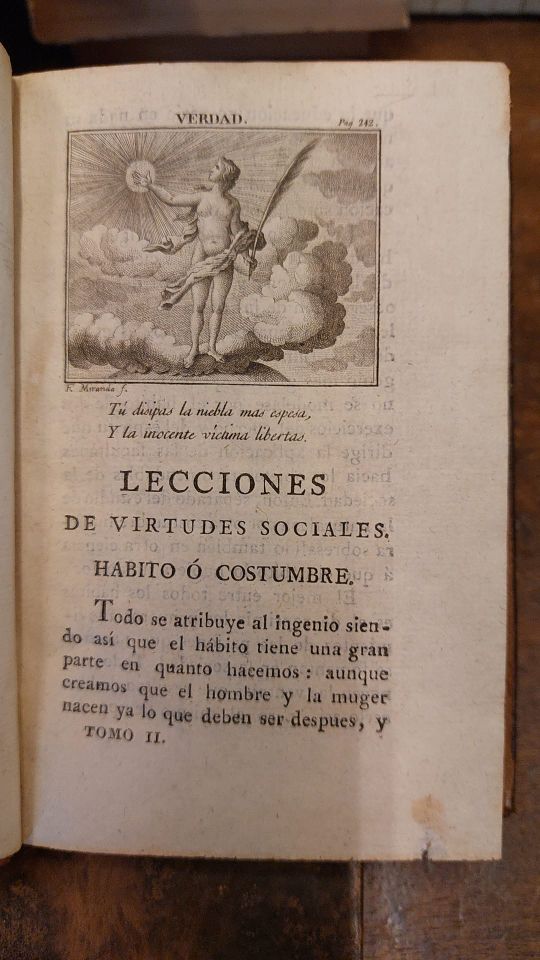 VERDAD.
Pag. 242.
F. Miranda f.
Tú disipas la niebla mas espesa,
Y la inocente víctima libertas.
LECCIONES
DE VIRTUDES SOCIALES.
HABITO Ó COSTUMBRE.
Todo se atribuye al ingenio sien-
do así que el hábito tiene una gran
parte en quanto hacemos: aunque
creamos que el hombre y la muger
nacen ya lo que deben ser despues, y
TOMO II.